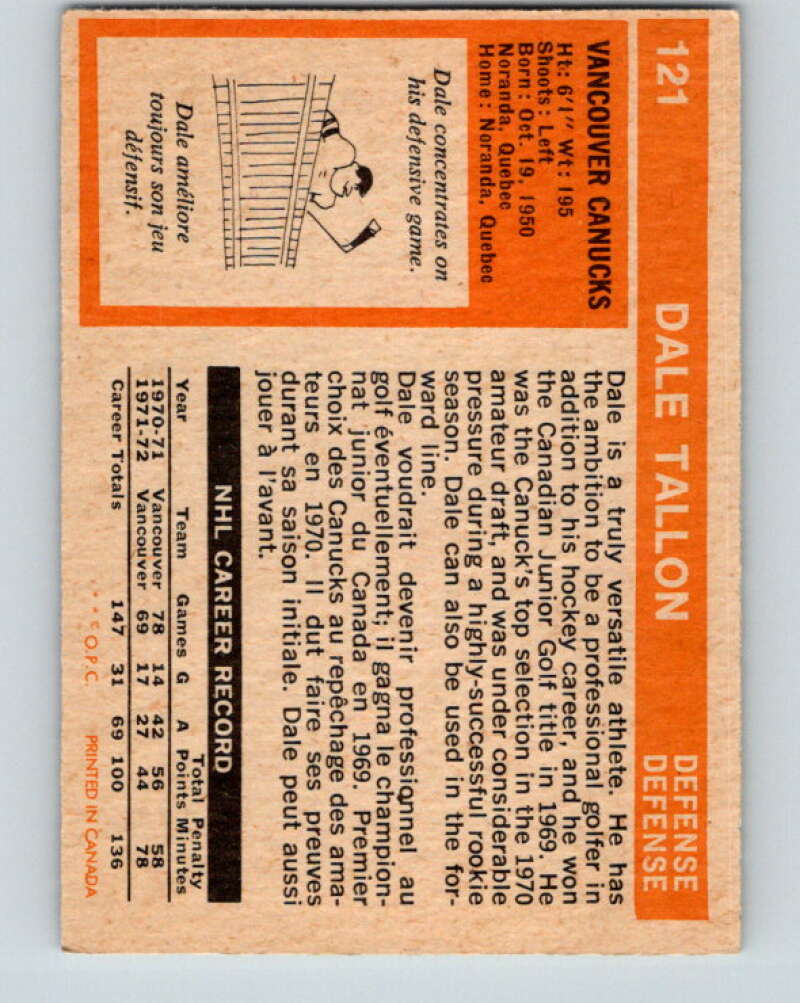 121 DALE TALLON DEFENSE
DEFENSE
VANCOUVER CANUCKS
Ht: 6'1" Wt: 195
Shoots: Left
Born: Oct. 19, 1950
Noranda, Quebec
Home: Noranda, Quebec
Dale concentrates on
his defensive game.
Dale améliore
toujours son jeu
défensif.
Dale is a truly versatile athlete. He has
the ambition to be a professional golfer in
addition to his hockey career, and he won
the Canadian Junior Golf title in 1969. He
was the Canuck's top selection in the 1970
amateur draft, and was under considerable
pressure during a highly-successful rookie
season. Dale can also be used in the for-
ward line.
Dale voudrait devenir professionnel au
golf éventuellement; il gagna le champion-
nat junior du Canada en 1969. Premier
choix des Canucks au repêchage des ama-
teurs en 1970. Il dut faire ses preuves
durant sa saison initiale. Dale peut aussi
jouer à l'avant.
NHL CAREER RECORD
Total Penalty
Year Team Games G A Points Minutes
1970-71 Vancouver 78 14 42 56 58
1971-72 Vancouver 69 17 27 44 78
Career Totals 147 31 69 100 136
* * © O.P.C. PRINTED IN CANADA